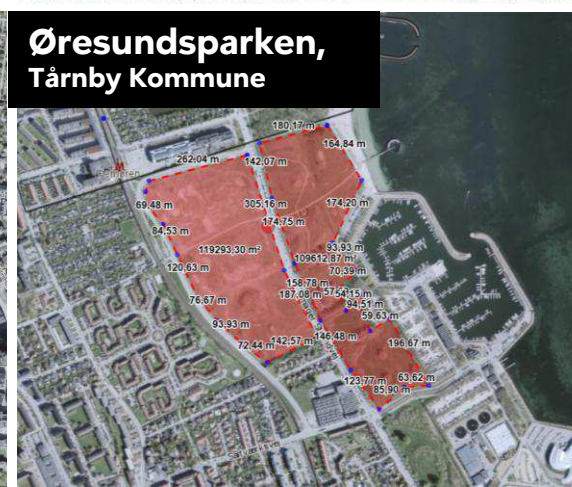 Øresundsparken,
Tårnby Kommune
180,17 m
164,84 m
262,04 m
142,07 m
69,48 m
305,16 m
174,20 m
84,53 m
174,75 m
119293,30 m²
93,93 m
120,63 m
109612,87 m²
70,39 m
158,78 m
54,15 m
187,08 m
76,67 m
94,51 m
59,63 m
93,93 m
146,48 m
142,57 m
196,67 m
72,44 m
123,77 m
63,62 m
85,90 m